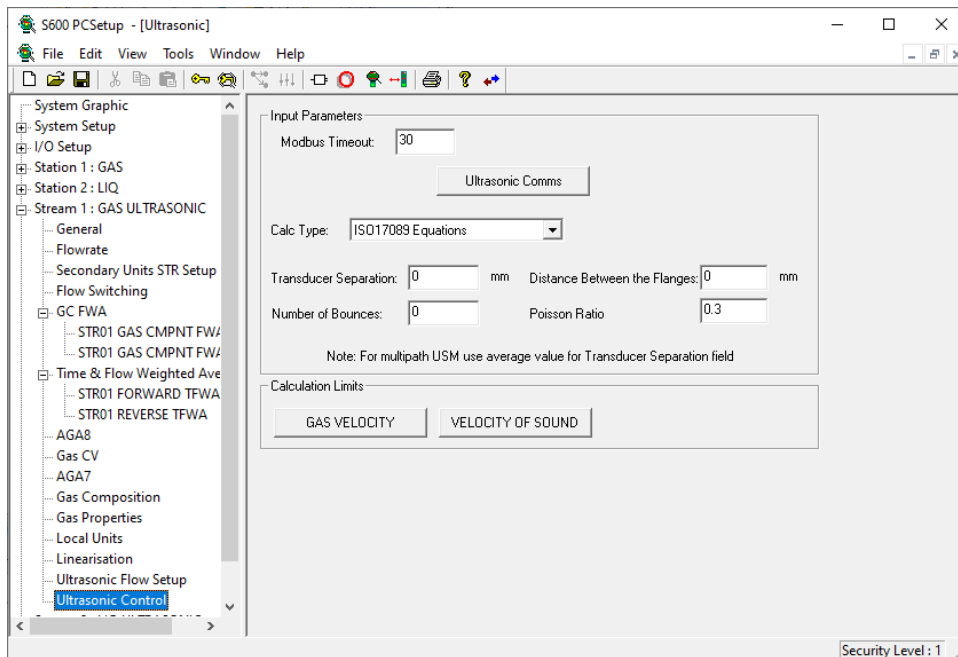 S600 PCSetup - [Ultrasonic]
File Edit View Tools Window Help
System Graphic
System Setup
I/O Setup
Station 1 : GAS
Station 2 : LIQ
Stream 1 : GAS ULTRASONIC
General
Flowrate
Secondary Units STR Setup
Flow Switching
GC FWA
STR01 GAS CMPNT FWA
STR01 GAS CMPNT FWA
Time & Flow Weighted Ave
STR01 FORWARD TFWA
STR01 REVERSE TFWA
AGA8
Gas CV
AGA7
Gas Composition
Gas Properties
Local Units
Linearisation
Ultrasonic Flow Setup
Ultrasonic Control
Input Parameters
Modbus Timeout: 30
Ultrasonic Comms
Calc Type: ISO17089 Equations
Transducer Separation: 0 mm Distance Between the Flanges: 0 mm
Number of Bounces: 0 Poisson Ratio 0.3
Note: For multipath USM use average value for Transducer Separation field
Calculation Limits
GAS VELOCITY VELOCITY OF SOUND
Security Level : 1